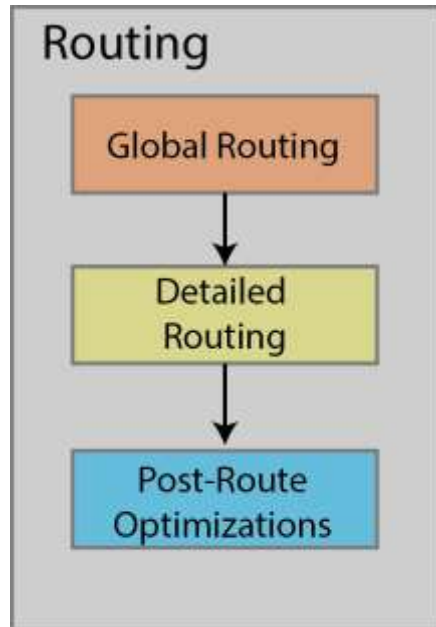 Routing
Global Routing
Detailed
Routing
Post-Route
Optimizations